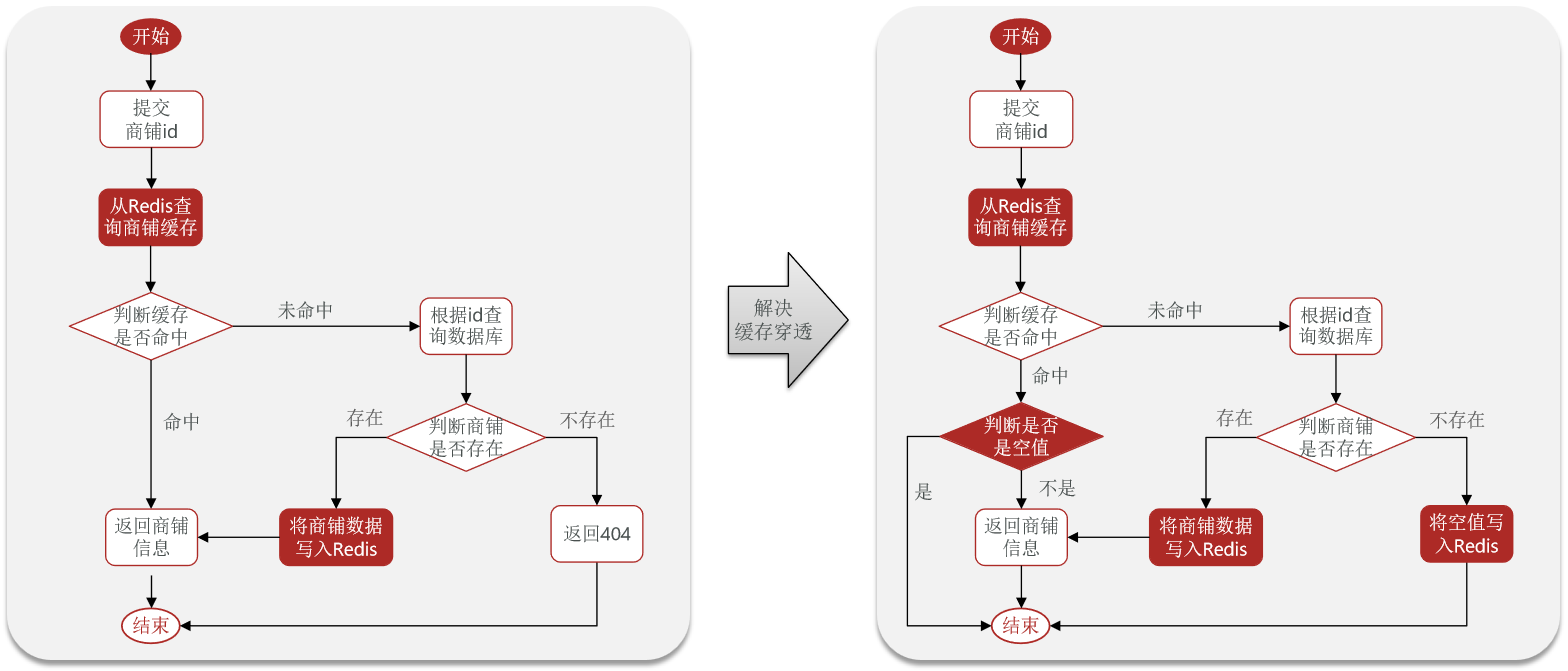 开始
提交
商铺id
从Redis查
询商铺缓存
判断缓存
是否命中
未命中
根据id查
询数据库
命中
存在
判断商铺
是否存在
不存在
返回商铺
信息
将商铺数据
写入Redis
返回404
结束
解决
缓存穿透
开始
提交
商铺id
从Redis查
询商铺缓存
判断缓存
是否命中
未命中
根据id查
询数据库
命中
判断是否
是空值
存在
判断商铺
是否存在
不存在
是
不是
返回商铺
信息
将商铺数据
写入Redis
将空值写
入Redis
结束